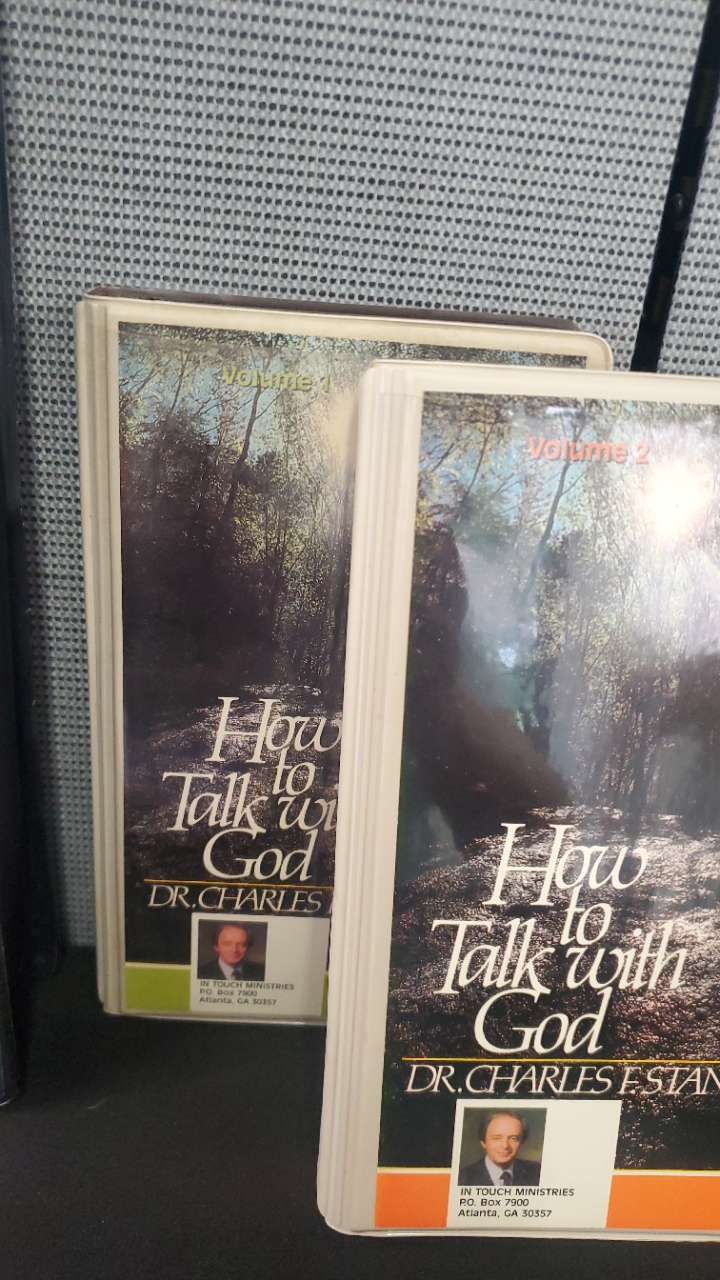 Volume 1
How
to
Talk wi
God
DR. CHARLES
IN TOUCH MINISTRIES
P.O. Box 7900
Atlanta, GA 30357
Volume 2
How
to
Talk with
God
DR. CHARLES F. STAN
IN TOUCH MINISTRIES
P.O. Box 7900
Atlanta, GA 30357